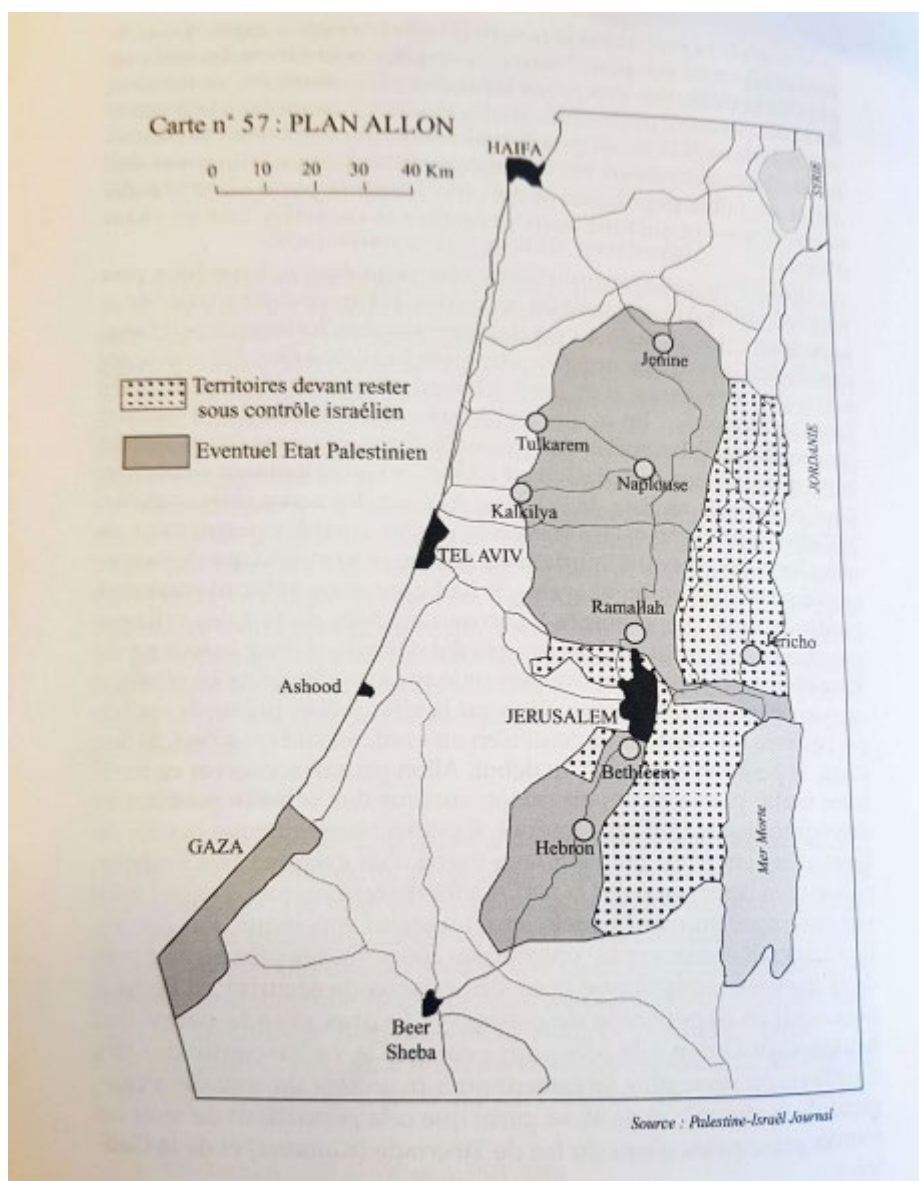 Carte n° 57 : PLAN ALLON
0 10 20 30 40 Km
HAIFA
SYRIE
Jenine
Territoires devant rester
sous contrôle israélien
Eventuel Etat Palestinien
Tulkarem
Naplouse
Kalkilya
JORDANIE
TEL AVIV
Ramallah
Jericho
Ashood
JERUSALEM
Bethleem
Hebron
GAZA
Mer Morte
Beer
Sheba
Source : Palestine-Israël Journal